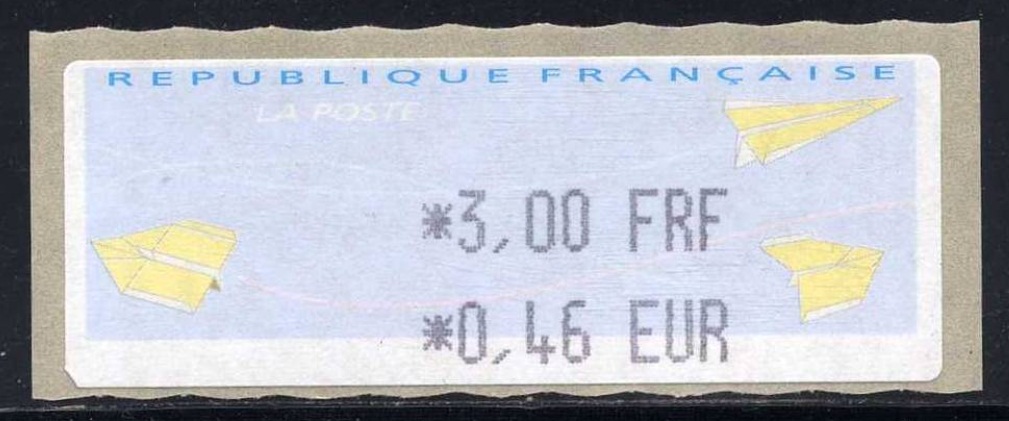 REPUBLIQUE FRANÇAISE
LA POSTE
*3,00 FRF
*0,46 EUR